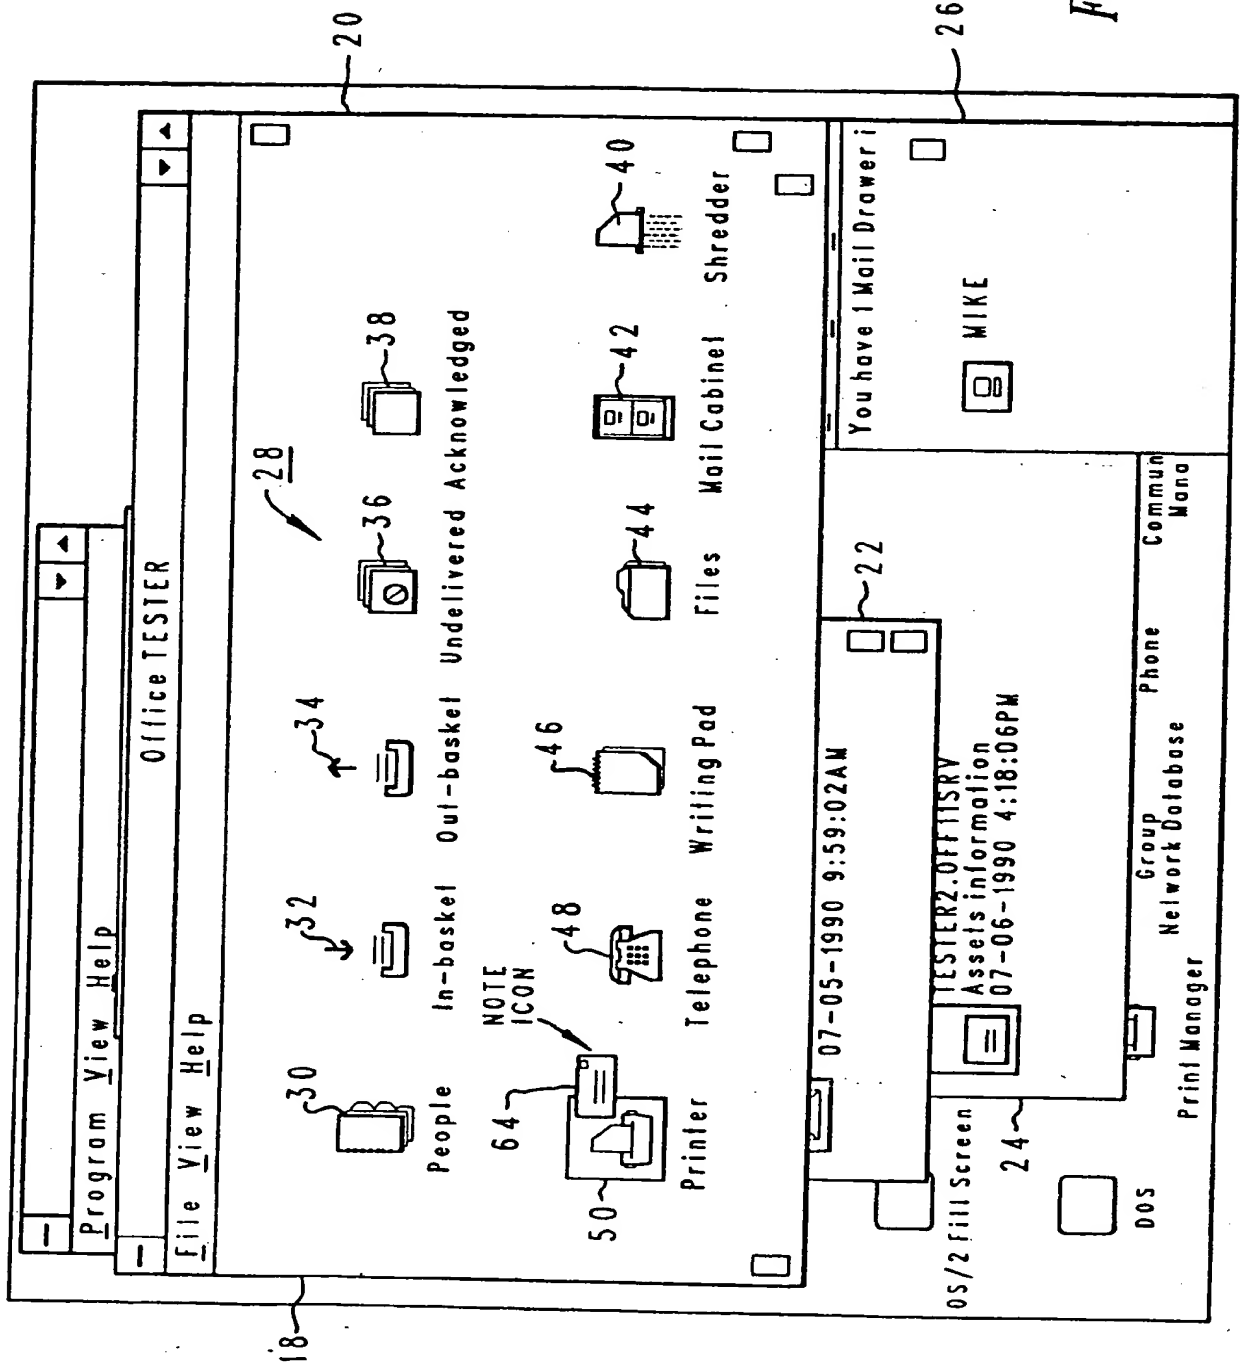 20
26
F
18
Program View Help
Office TESTER
File View Help
28
30
32
34
36
38
People
In-basket
Out-basket
Undelivered
Acknowledged
NOTE
ICON
64
50
48
46
44
42
40
Printer
Telephone
Writing Pad
Files
Mail Cabinet
Shredder
07-05-1990 9:59:02AM
22
You have 1 Mail Drawer i
MIKE
OS/2 Fill Screen
TESTER2.OFF11SRV
Assets information
07-06-1990 4:18:06PM
24
DOS
Print Manager
Group
Network Database
Phone
Commun
Mana